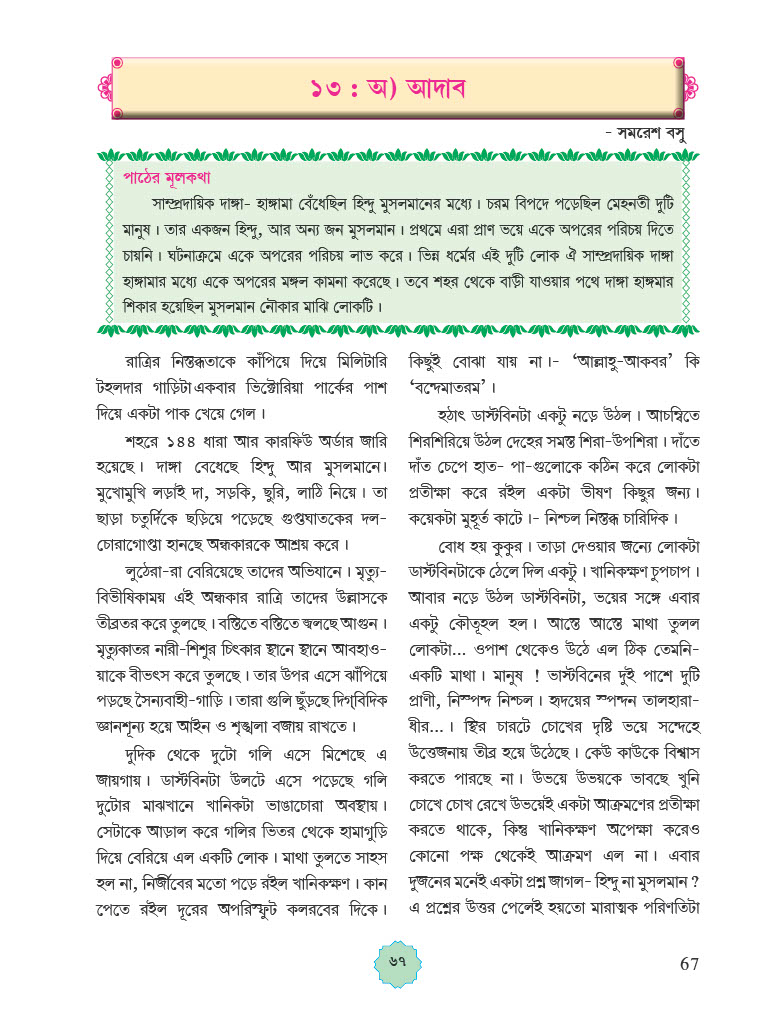 ১৩ : অ) আদাব
- সমরেশ বসু
পাঠের মূলকথা
সাম্প্রদায়িক দাঙ্গা- হাঙ্গামা বেঁধেছিল হিন্দু মুসলমানের মধ্যে। চরম বিপদে পড়েছিল মেহনতী দুটি
মানুষ। তার একজন হিন্দু, আর অন্য জন মুসলমান। প্রথমে এরা প্রাণ ভয়ে একে অপরের পরিচয় দিতে
চায়নি। ঘটনাক্রমে একে অপরের পরিচয় লাভ করে। ভিন্ন ধর্মের এই দুটি লোক ঐ সাম্প্রদায়িক দাঙ্গা
হাঙ্গামার মধ্যে একে অপরের মঙ্গল কামনা করেছে। তবে শহর থেকে বাড়ী যাওয়ার পথে দাঙ্গা হাঙ্গমার
শিকার হয়েছিল মুসলমান নৌকার মাঝি লোকটি।
রাত্রির নিস্তব্ধতাকে কাঁপিয়ে দিয়ে মিলিটারি
টহলদার গাড়িটা একবার ভিক্টোরিয়া পার্কের পাশ
দিয়ে একটা পাক খেয়ে গেল।
শহরে ১৪৪ ধারা আর কারফিউ অর্ডার জারি
হয়েছে। দাঙ্গা বেধেছে হিন্দু আর মুসলমানে।
মুখোমুখি লড়াই দা, সড়কি, ছুরি, লাঠি নিয়ে। তা
ছাড়া চতুর্দিকে ছড়িয়ে পড়েছে গুপ্তঘাতকের দল-
চোরাগোপ্তা হানছে অন্ধকারকে আশ্রয় করে।
লুঠেরা-রা বেরিয়েছে তাদের অভিযানে। মৃত্যু-
বিভীষিকাময় এই অন্ধকার রাত্রি তাদের উল্লাসকে
তীব্রতর করে তুলছে। বস্তিতে বস্তিতে জ্বলছে আগুন।
মৃত্যুকাতর নারী-শিশুর চিৎকার স্থানে স্থানে আবহাও-
য়াকে বীভৎস করে তুলছে। তার উপর এসে ঝাঁপিয়ে
পড়ছে সৈন্যবাহী-গাড়ি। তারা গুলি ছুঁড়ছে দিগ্‌বিদিক
জ্ঞানশূন্য হয়ে আইন ও শৃঙ্খলা বজায় রাখতে।
দুদিক থেকে দুটো গলি এসে মিশেছে এ
জায়গায়। ডাস্টবিনটা উলটে এসে পড়েছে গলি
দুটোর মাঝখানে খানিকটা ভাঙাচোরা অবস্থায়।
সেটাকে আড়াল করে গলির ভিতর থেকে হামাগুড়ি
দিয়ে বেরিয়ে এল একটি লোক। মাথা তুলতে সাহস
হল না, নির্জীবের মতো পড়ে রইল খানিকক্ষণ। কান
পেতে রইল দূরের অপরিস্ফুট কলরবের দিকে।
কিছুই বোঝা যায় না।- ‘আল্লাহু-আকবর’ কি
‘বন্দেমাতরম’।
হঠাৎ ডাস্টবিনটা একটু নড়ে উঠল। আচম্বিতে
শিরশিরিয়ে উঠল দেহের সমস্ত শিরা-উপশিরা। দাঁতে
দাঁত চেপে হাত- পা-গুলোকে কঠিন করে লোকটা
প্রতীক্ষা করে রইল একটা ভীষণ কিছুর জন্য।
কয়েকটা মুহূর্ত কাটে।- নিশ্চল নিস্তব্ধ চারিদিক।
বোধ হয় কুকুর। তাড়া দেওয়ার জন্যে লোকটা
ডাস্টবিনটাকে ঠেলে দিল একটু। খানিকক্ষণ চুপচাপ।
আবার নড়ে উঠল ডাস্টবিনটা, ভয়ের সঙ্গে এবার
একটু কৌতূহল হল। আস্তে আস্তে মাথা তুলল
লোকটা... ওপাশ থেকেও উঠে এল ঠিক তেমনি-
একটি মাথা। মানুষ ! ভাস্টবিনের দুই পাশে দুটি
প্রাণী, নিস্পন্দ নিশ্চল। হৃদয়ের স্পন্দন তালহারা-
ধীর...। স্থির চারটে চোখের দৃষ্টি ভয়ে সন্দেহে
উত্তেজনায় তীব্র হয়ে উঠেছে। কেউ কাউকে বিশ্বাস
করতে পারছে না। উভয়ে উভয়কে ভাবছে খুনি
চোখে চোখ রেখে উভয়েই একটা আক্রমণের প্রতীক্ষা
করতে থাকে, কিন্তু খানিকক্ষণ অপেক্ষা করেও
কোনো পক্ষ থেকেই আক্রমণ এল না। এবার
দুজনের মনেই একটা প্রশ্ন জাগল- হিন্দু না মুসলমান ?
এ প্রশ্নের উত্তর পেলেই হয়তো মারাত্মক পরিণতিটা
৬৭
67